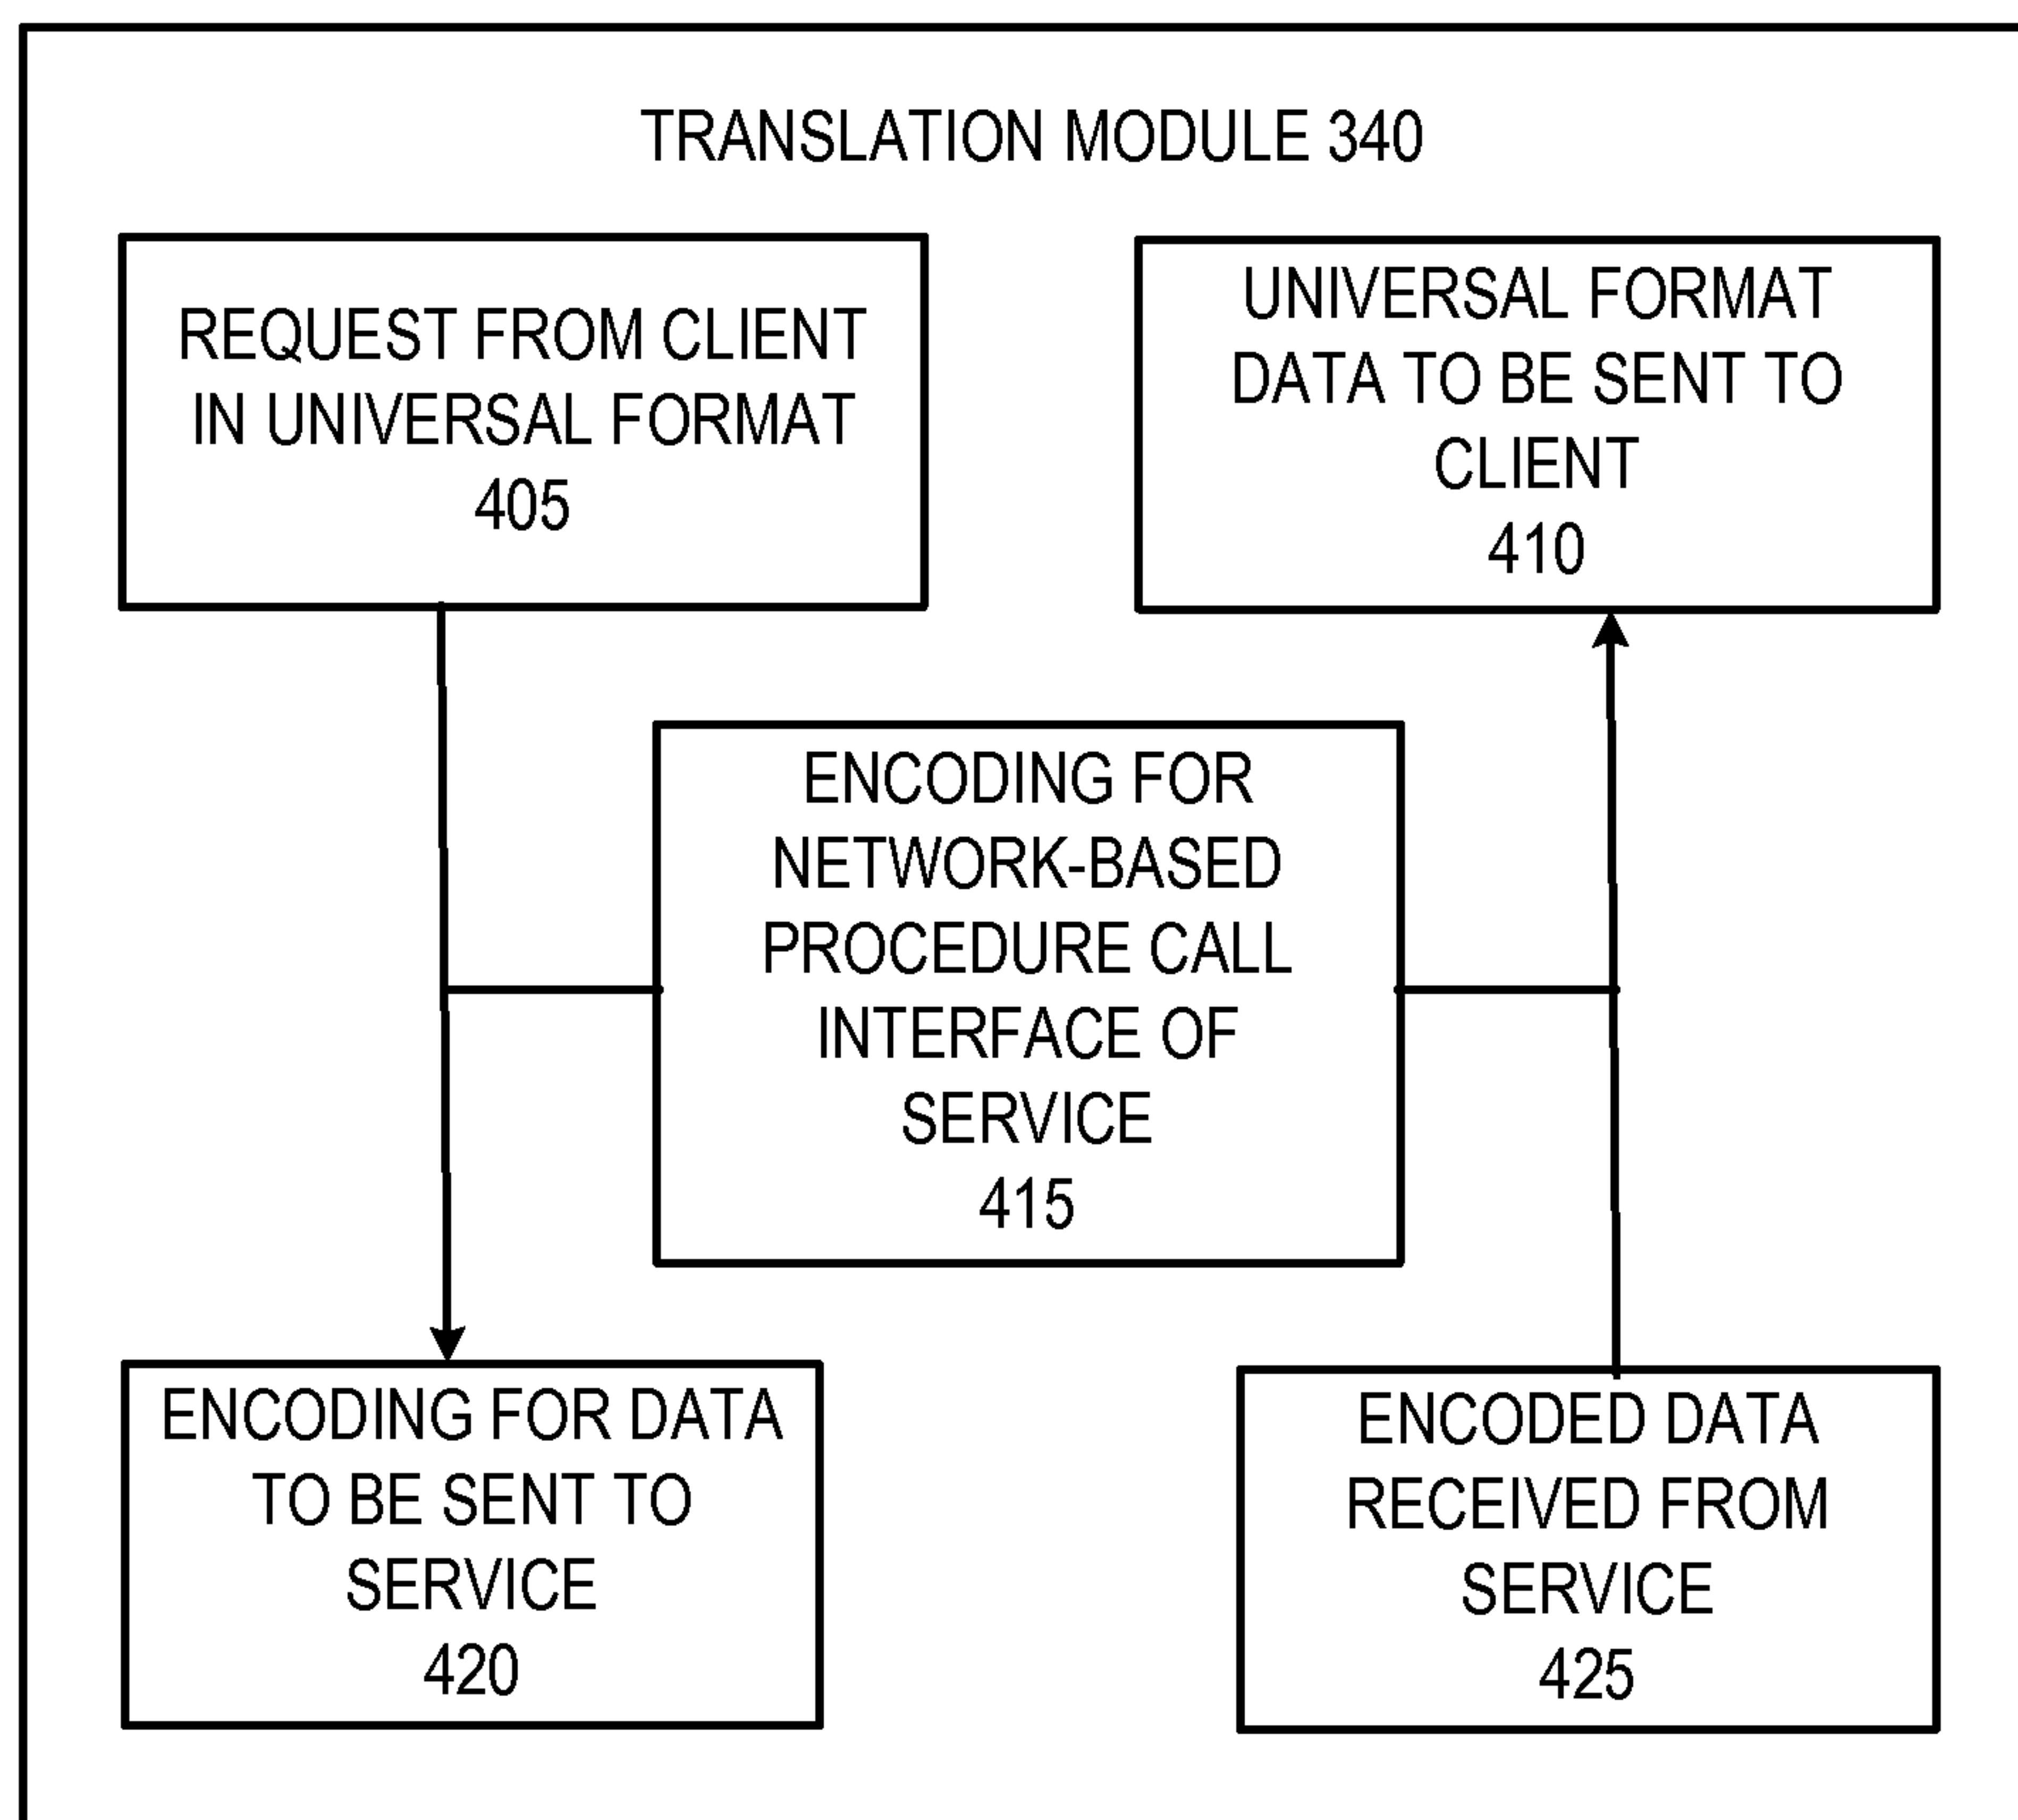 TRANSLATION MODULE 340
REQUEST FROM CLIENT
IN UNIVERSAL FORMAT
405
UNIVERSAL FORMAT
DATA TO BE SENT TO
CLIENT
410
ENCODING FOR
NETWORK-BASED
PROCEDURE CALL
INTERFACE OF
SERVICE
415
ENCODING FOR DATA
TO BE SENT TO
SERVICE
420
ENCODED DATA
RECEIVED FROM
SERVICE
425